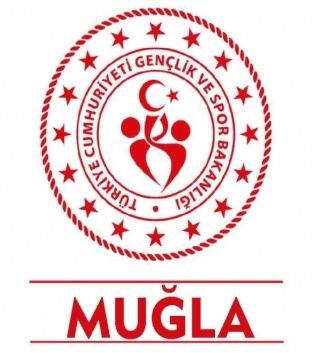 TÜRKİYE CUMHURİYETİ GENÇLİK VE SPOR BAKANLIĞI
MUĞLA